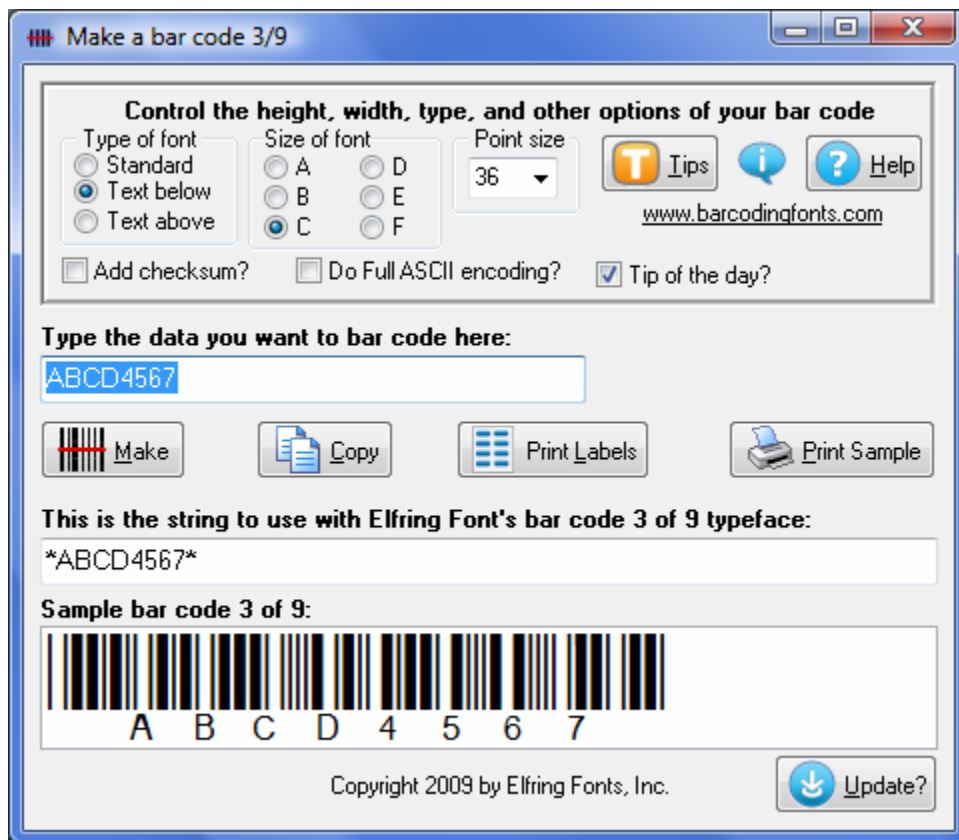 Make a bar code 3/9
Control the height, width, type, and other options of your bar code
Type of font
Standard
Text below
Text above
Size of font
A
B
C
D
E
F
Point size
36
T Tips
i
? Help
www.barcodingfonts.com
Add checksum?
Do Full ASCII encoding?
Tip of the day?
Type the data you want to bar code here:
ABCD4567
Make
Copy
Print Labels
Print Sample
This is the string to use with Elfring Font's bar code 3 of 9 typeface:
*ABCD4567*
Sample bar code 3 of 9:
A B C D 4 5 6 7
Copyright 2009 by Elfring Fonts, Inc.
Update?